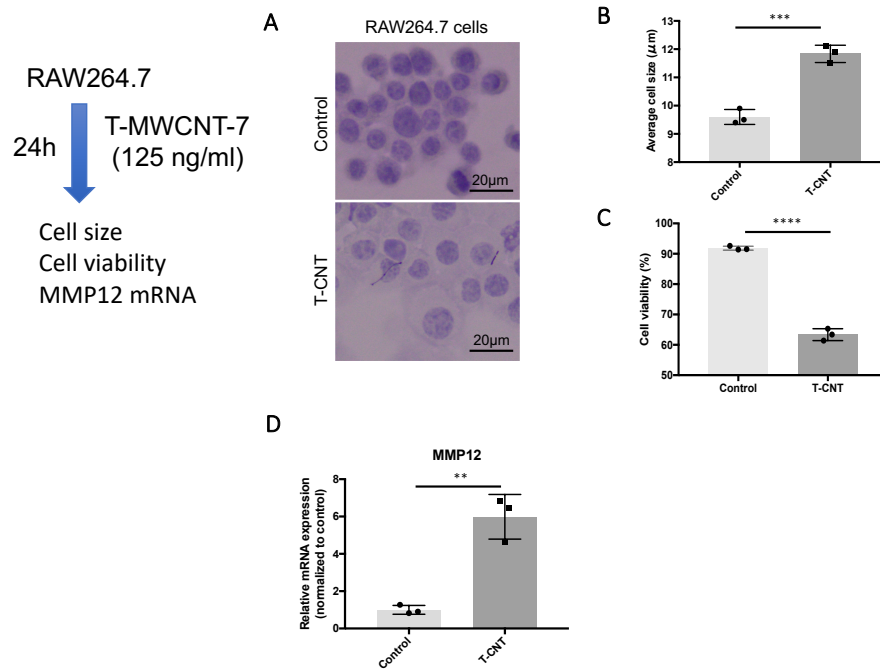 RAW264.7
24h
T-MWCNT-7
(125 ng/ml)
Cell size
Cell viability
MMP12 mRNA
A
RAW264.7 cells
Control
20μm
T-CNT
20μm
B
***
Average cell size (μm)
13
12
11
10
9
8
Control
T-CNT
C
****
Cell viability (%)
100
90
80
70
60
50
Control
T-CNT
D
MMP12
**
Relative mRNA expression
(normalized to control)
8
6
4
2
0
Control
T-CNT